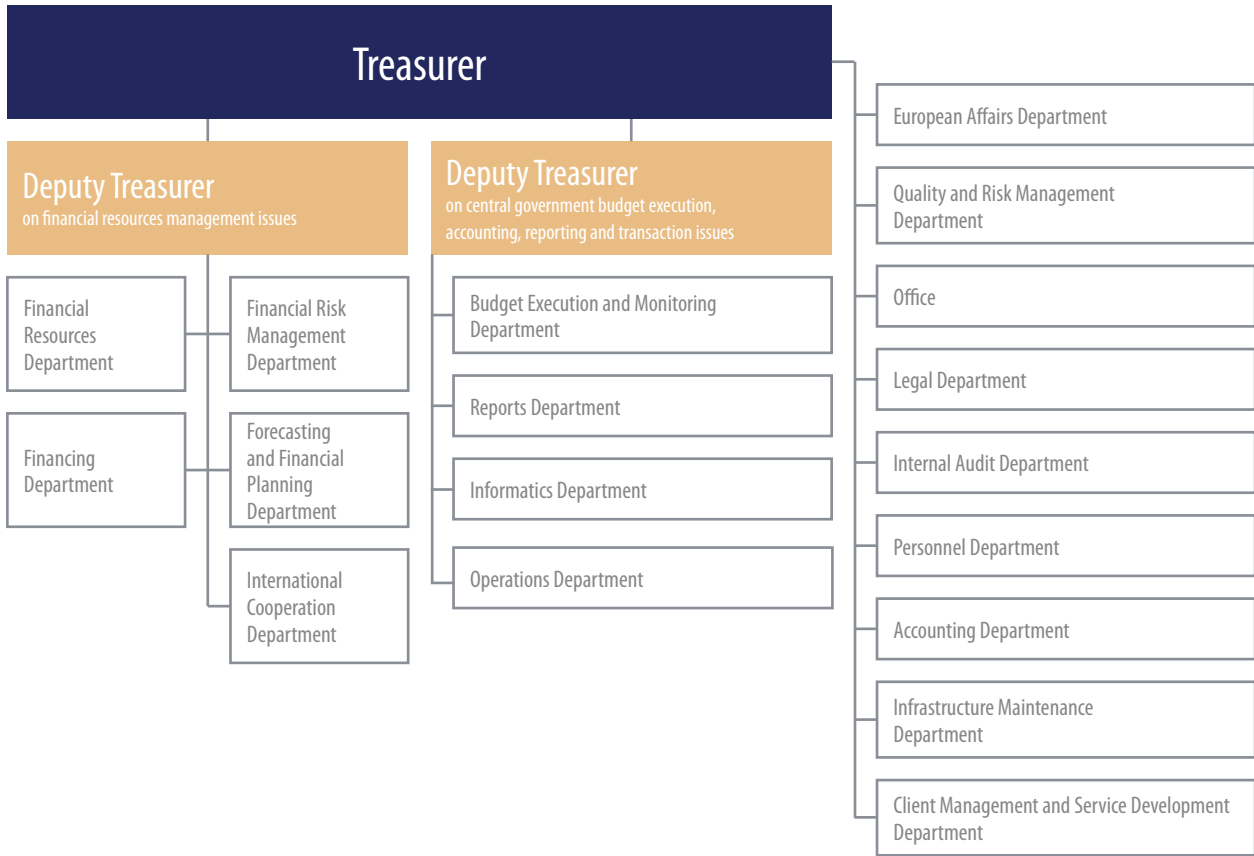 Treasurer
Deputy Treasurer
on financial resources management issues
Financial
Resources
Department
Financial Risk
Management
Department
Financing
Department
Forecasting
and Financial
Planning
Department
International
Cooperation
Department
Deputy Treasurer
on central government budget execution,
accounting, reporting and transaction issues
Budget Execution and Monitoring
Department
Reports Department
Informatics Department
Operations Department
European Affairs Department
Quality and Risk Management
Department
Office
Legal Department
Internal Audit Department
Personnel Department
Accounting Department
Infrastructure Maintenance
Department
Client Management and Service Development
Department